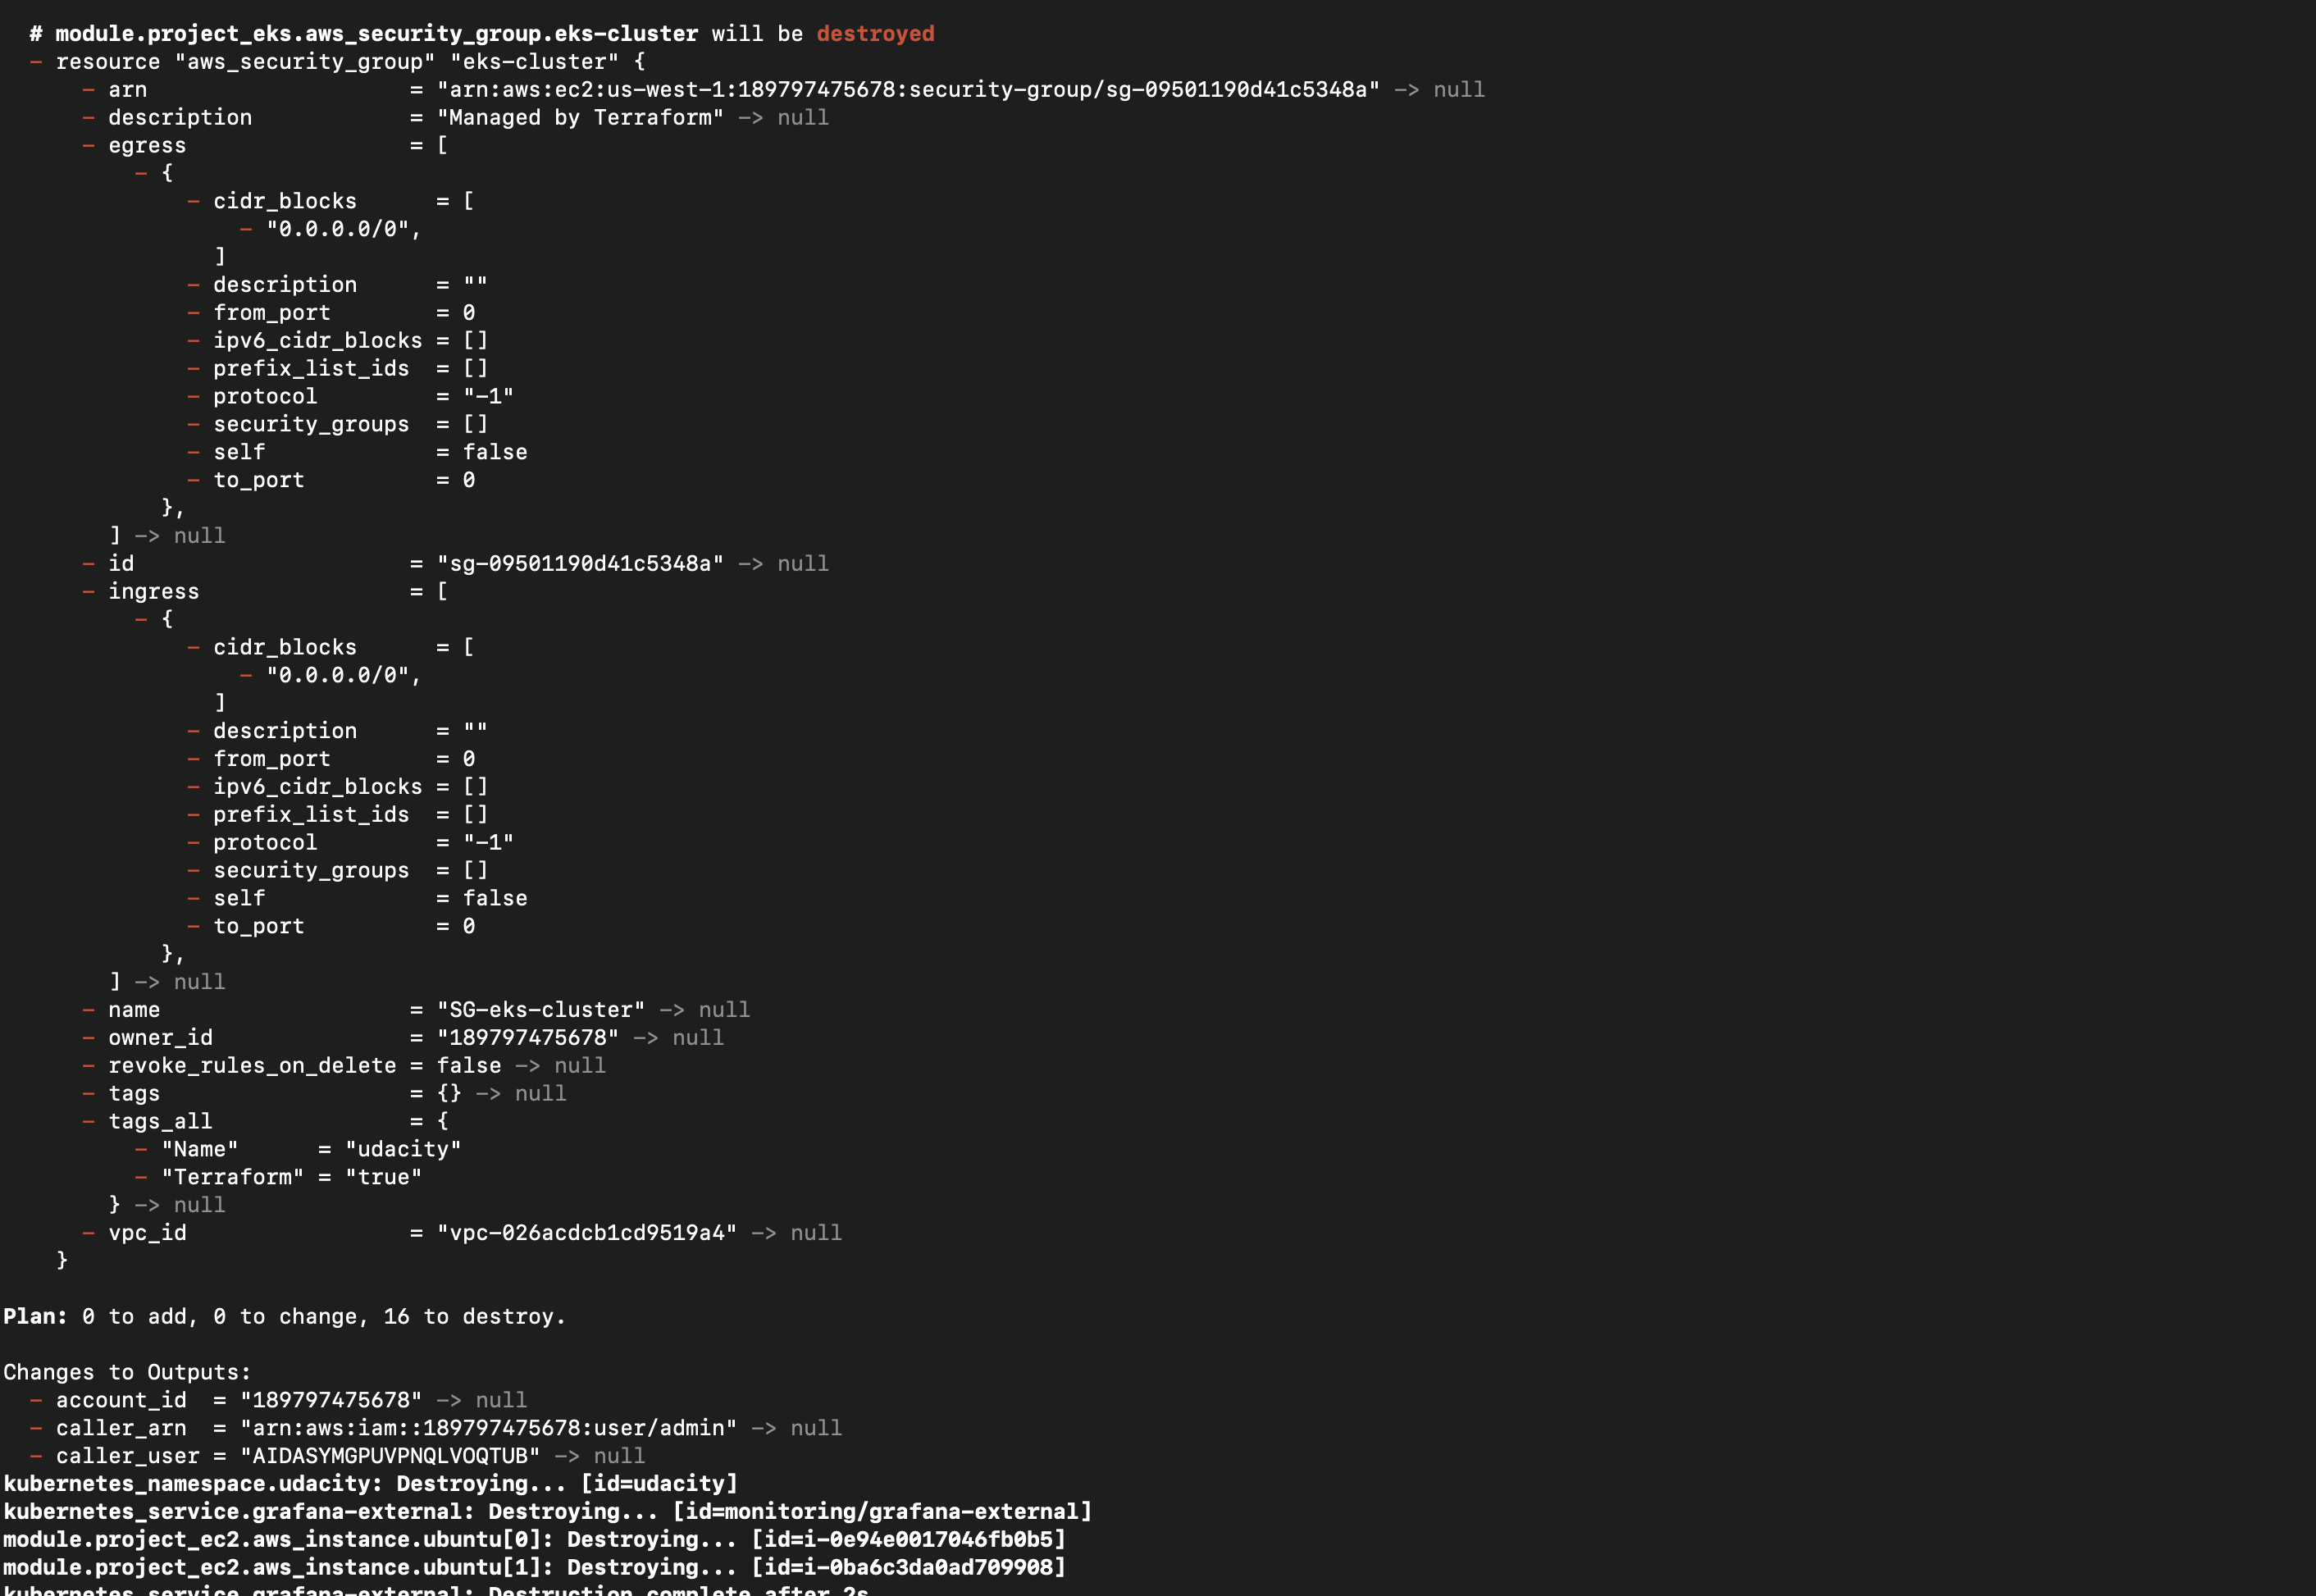 # module.project_eks.aws_security_group.eks-cluster will be destroyed
- resource "aws_security_group" "eks-cluster" {
- arn = "arn:aws:ec2:us-west-1:189797475678:security-group/sg-09501190d41c5348a" -> null
- description = "Managed by Terraform" -> null
- egress = [
- {
- cidr_blocks = [
- "0.0.0.0/0",
]
- description = ""
- from_port = 0
- ipv6_cidr_blocks = []
- prefix_list_ids = []
- protocol = "-1"
- security_groups = []
- self = false
- to_port = 0
},
] -> null
- id = "sg-09501190d41c5348a" -> null
- ingress = [
- {
- cidr_blocks = [
- "0.0.0.0/0",
]
- description = ""
- from_port = 0
- ipv6_cidr_blocks = []
- prefix_list_ids = []
- protocol = "-1"
- security_groups = []
- self = false
- to_port = 0
},
] -> null
- name = "SG-eks-cluster" -> null
- owner_id = "189797475678" -> null
- revoke_rules_on_delete = false -> null
- tags = {} -> null
- tags_all = {
- "Name" = "udacity"
- "Terraform" = "true"
} -> null
- vpc_id = "vpc-026acdcb1cd9519a4" -> null
}
Plan: 0 to add, 0 to change, 16 to destroy.
Changes to Outputs:
- account_id = "189797475678" -> null
- caller_arn = "arn:aws:iam::189797475678:user/admin" -> null
- caller_user = "AIDASYMGPUVPNQLVOQTUB" -> null
kubernetes_namespace.udacity: Destroying... [id=udacity]
kubernetes_service.grafana-external: Destroying... [id=monitoring/grafana-external]
module.project_ec2.aws_instance.ubuntu[0]: Destroying... [id=i-0e94e0017046fb0b5]
module.project_ec2.aws_instance.ubuntu[1]: Destroying... [id=i-0ba6c3da0ad709908]
kubernetes_service.grafana-external: Destruction complete after 2s